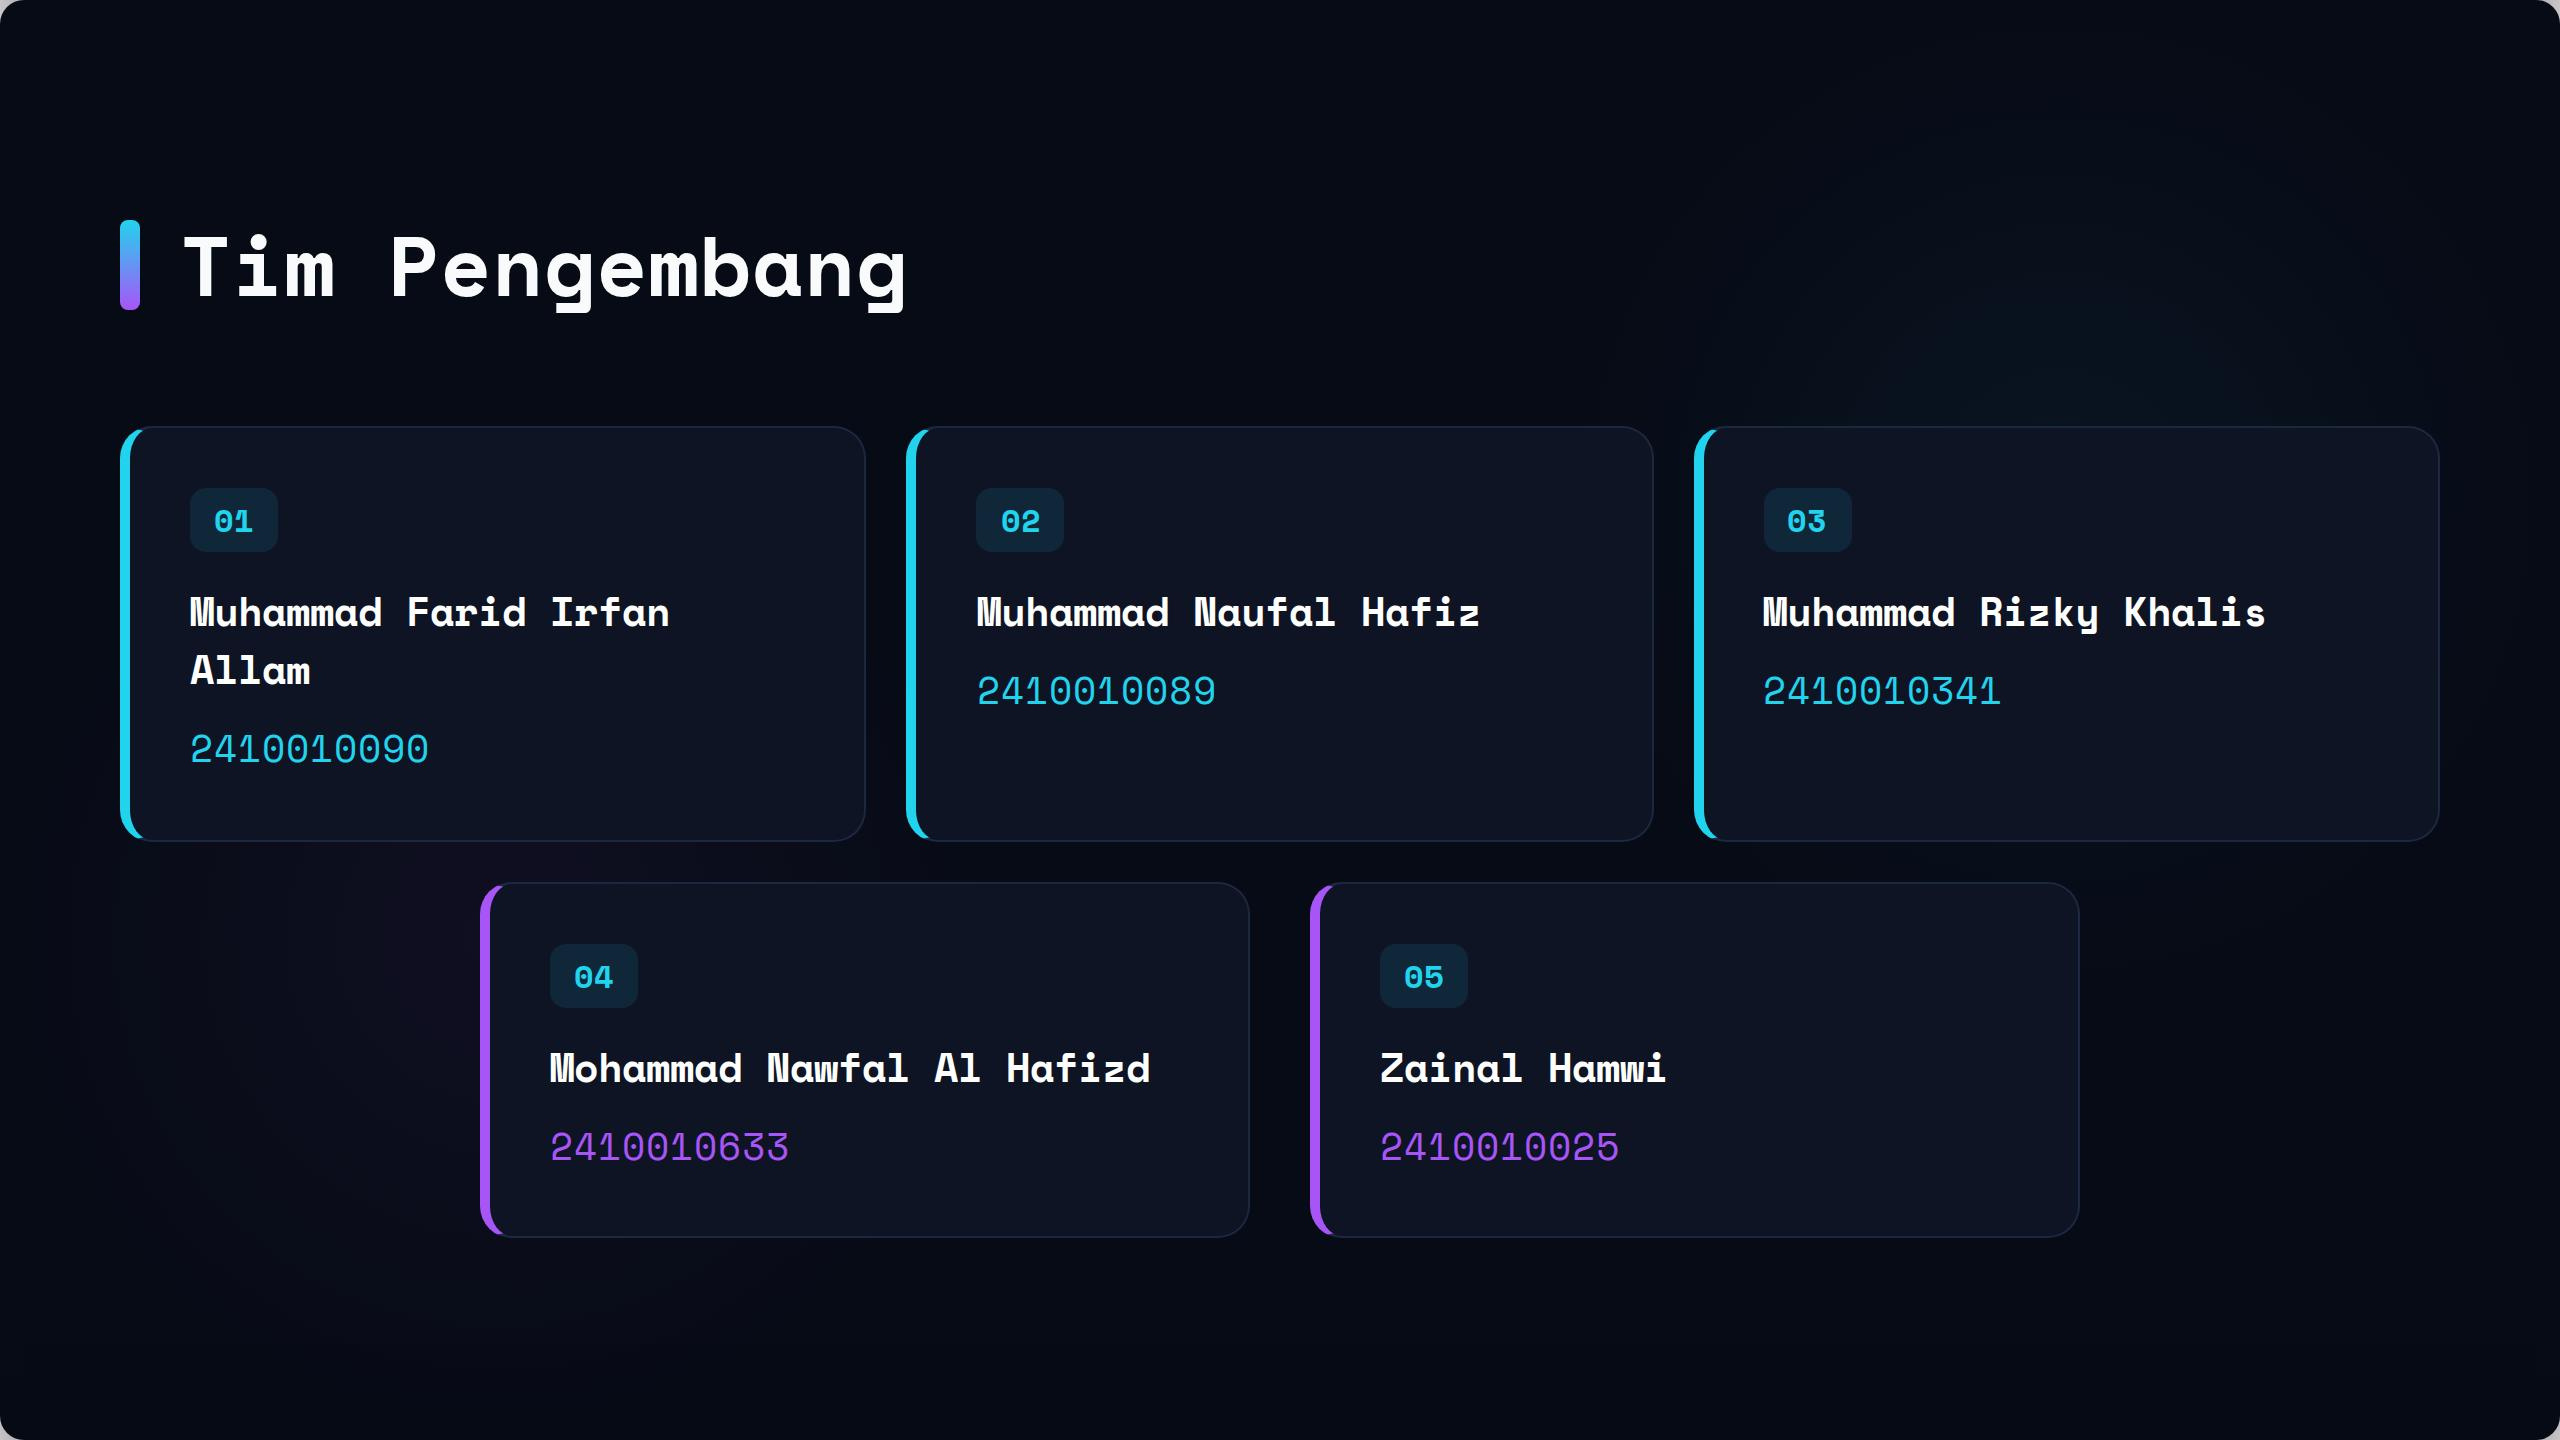 Tim Pengembang
01
Muhammad Farid Irfan
Allam
2410010090
02
Muhammad Naufal Hafiz
2410010089
03
Muhammad Rizky Khalis
2410010341
04
Mohammad Nawfal Al Hafizd
2410010633
05
Zainal Hamwi
2410010025